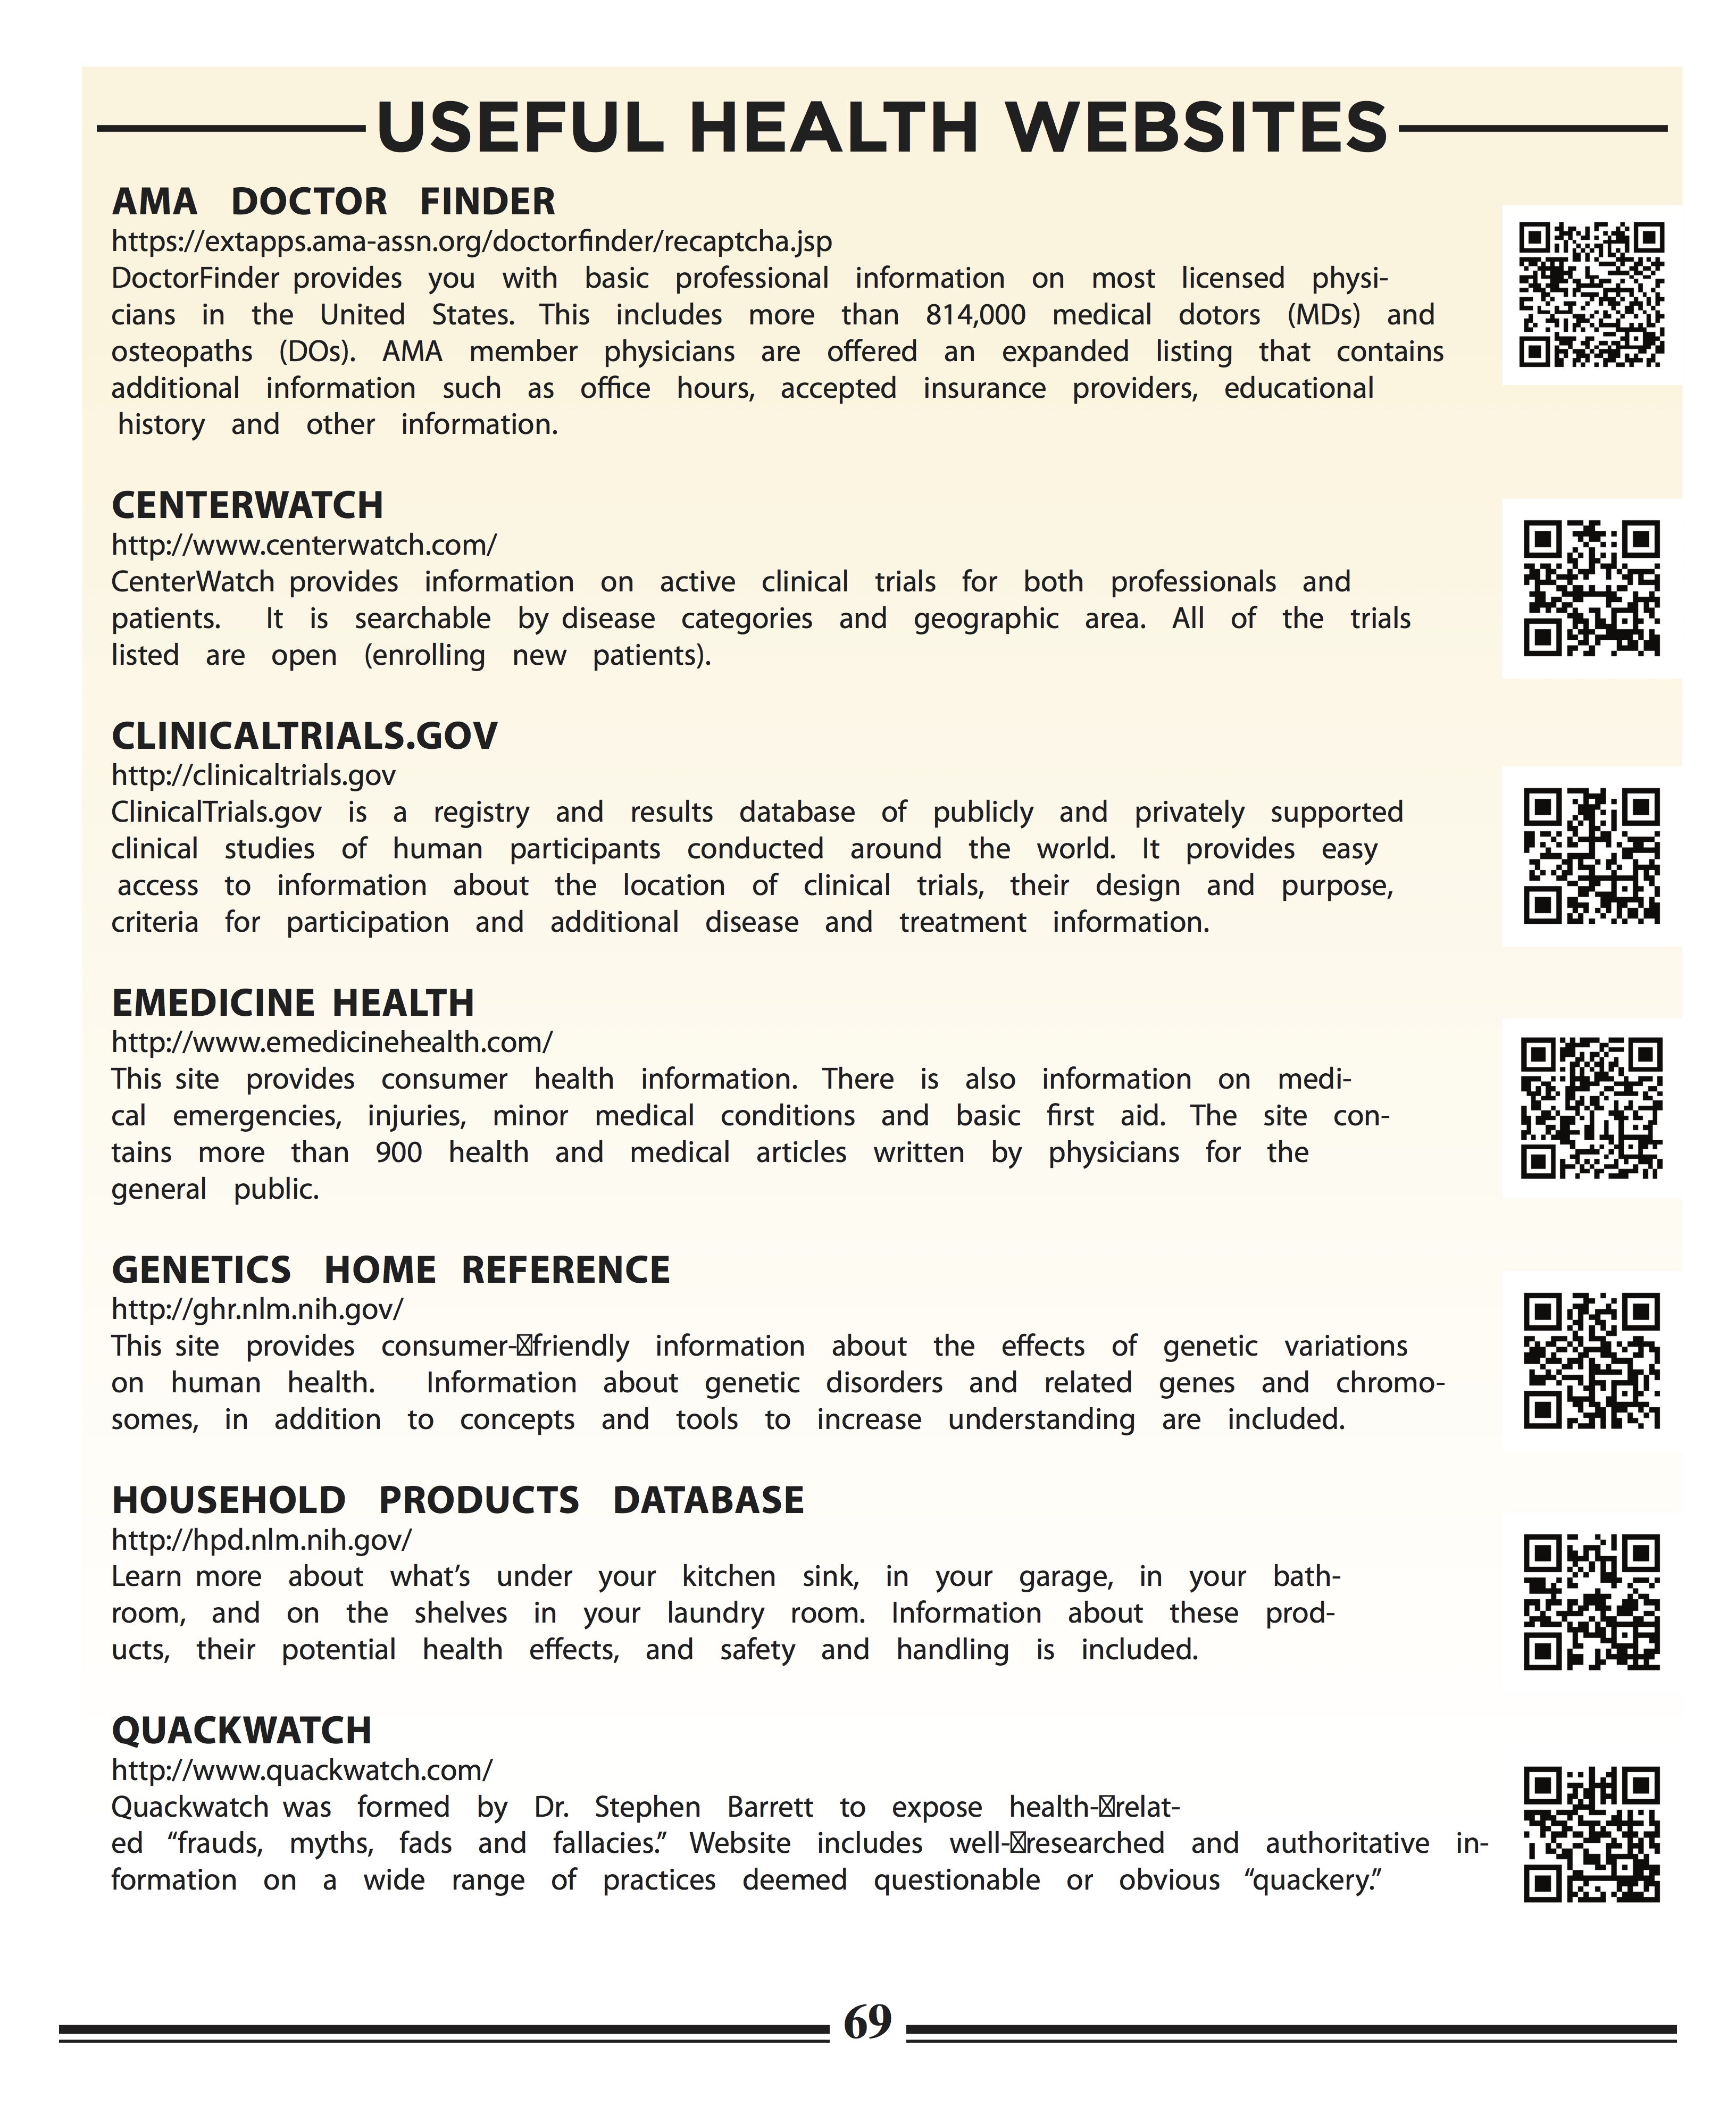 USEFUL HEALTH WEBSITES
AMA DOCTOR FINDER
https://extapps.ama-assn.org/doctorfinder/recaptcha.jsp
DoctorFinder provides you with basic professional information on most licensed physi-
cians in the United States. This includes more than 814,000 medical dotors (MDs) and
osteopaths (DOs). AMA member physicians are offered an expanded listing that contains
additional information such as office hours, accepted insurance providers, educational
history and other information.
CENTERWATCH
http://www.centerwatch.com/
CenterWatch provides information on active clinical trials for both professionals and
patients. It is searchable by disease categories and geographic area. All of the trials
listed are open (enrolling new patients).
CLINICALTRIALS.GOV
http://clinicaltrials.gov
ClinicalTrials.gov is a registry and results database of publicly and privately supported
clinical studies of human participants conducted around the world. It provides easy
access to information about the location of clinical trials, their design and purpose,
criteria for participation and additional disease and treatment information.
EMEDICINE HEALTH
http://www.emedicinehealth.com/
This site provides consumer health information. There is also information on medi-
cal emergencies, injuries, minor medical conditions and basic first aid. The site con-
tains more than 900 health and medical articles written by physicians for the
general public.
GENETICS HOME REFERENCE
http://ghr.nlm.nih.gov/
This site provides consumer-friendly information about the effects of genetic variations
on human health. Information about genetic disorders and related genes and chromo-
somes, in addition to concepts and tools to increase understanding are included.
HOUSEHOLD PRODUCTS DATABASE
http://hpd.nlm.nih.gov/
Learn more about what's under your kitchen sink, in your garage, in your bath-
room, and on the shelves in your laundry room. Information about these prod-
ucts, their potential health effects, and safety and handling is included.
QUACKWATCH
http://www.quackwatch.com/
Quackwatch was formed by Dr. Stephen Barrett to expose health-relat-
ed “frauds, myths, fads and fallacies.” Website includes well-researched and authoritative in-
formation on a wide range of practices deemed questionable or obvious “quackery.”
69